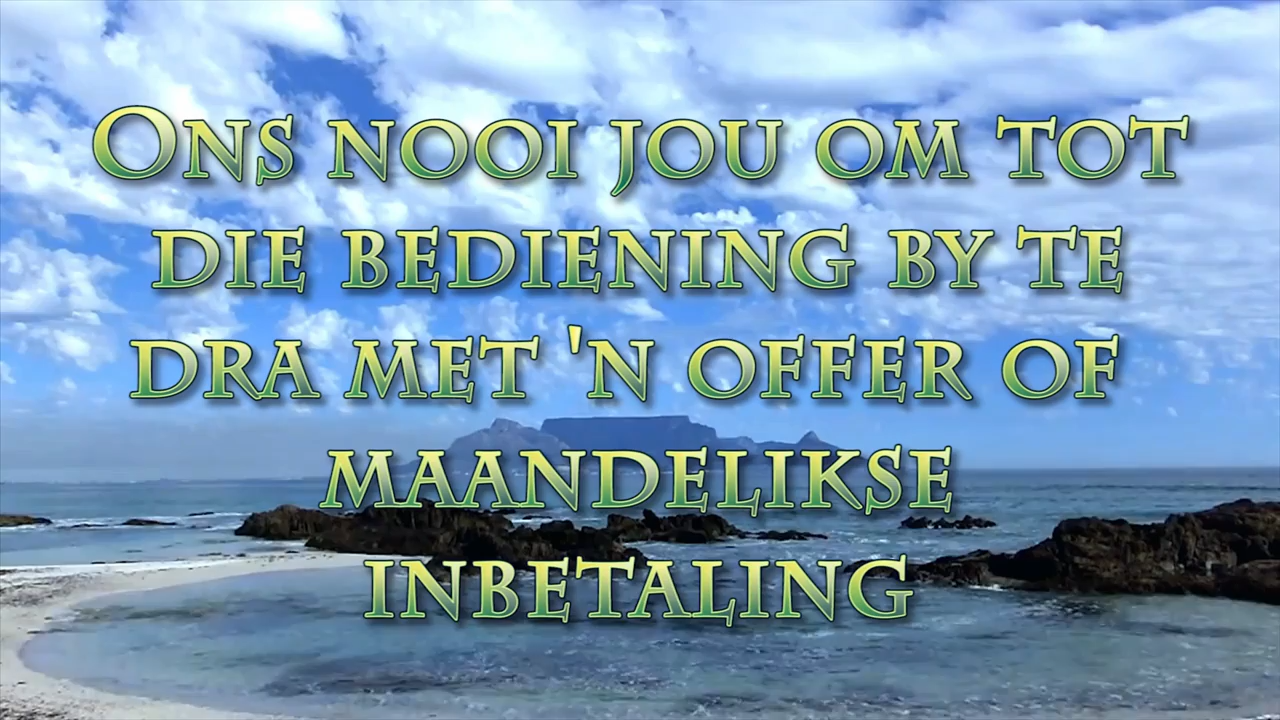 Ons nooi jou om tot
die bediening by te
dra met 'n offer of
maandelikse
inbetaling